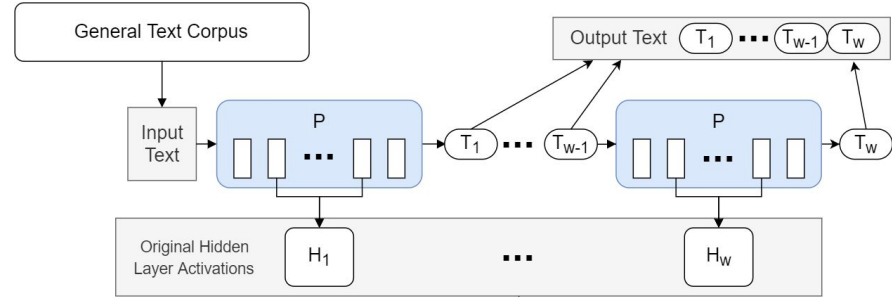 General Text Corpus
Output Text T1 ••• Tw-1 Tw
Input
Text
P
•••
T1 ••• Tw-1
P
•••
Tw
Original Hidden
Layer Activations
H1 ••• Hw